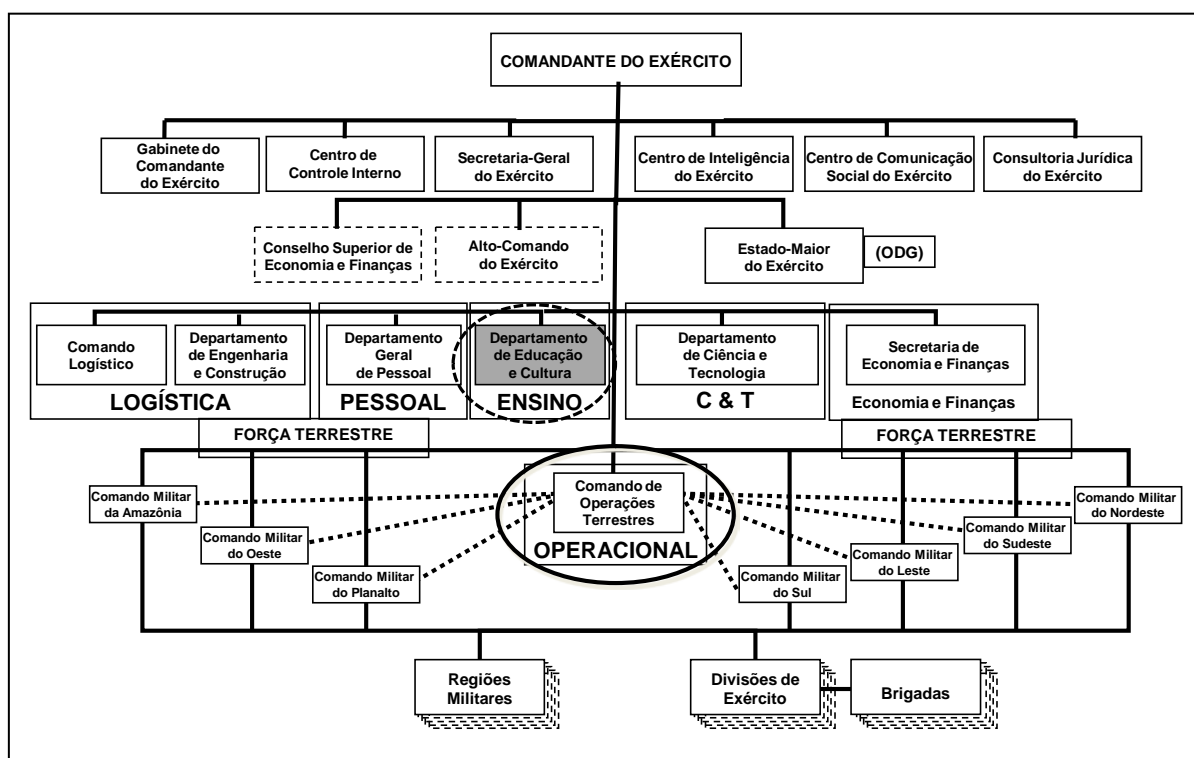 COMANDANTE DO EXÉRCITO
Gabinete do
Comandante
do Exército
Centro de
Controle Interno
Secretaria-Geral
do Exército
Centro de Inteligência
do Exército
Centro de Comunicação
Social do Exército
Consultoria Jurídica
do Exército
Conselho Superior de
Economia e Finanças
Alto-Comando
do Exército
Estado-Maior
do Exército
(ODG)
Comando
Logístico
Departamento
de Engenharia
e Construção
LOGÍSTICA
Departamento
Geral
de Pessoal
PESSOAL
Departamento
de Educação
e Cultura
ENSINO
Departamento
de Ciência e
Tecnologia
C & T
Secretaria de
Economia e Finanças
Economia e Finanças
FORÇA TERRESTRE
FORÇA TERRESTRE
Comando Militar
da Amazônia
Comando Militar
do Oeste
Comando Militar
do Planalto
Comando de
Operações
Terrestres
OPERACIONAL
Comando Militar
do Sul
Comando Militar
do Leste
Comando Militar
do Sudeste
Comando Militar
do Nordeste
Regiões
Militares
Divisões de
Exército
Brigadas